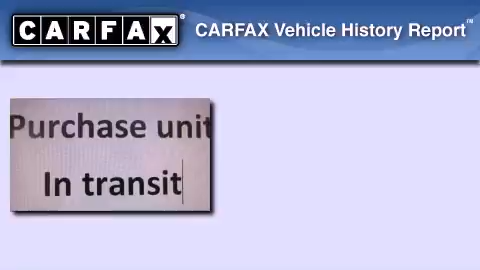 CARFAX
CARFAX Vehicle History Report™
Purchase unit
In transit